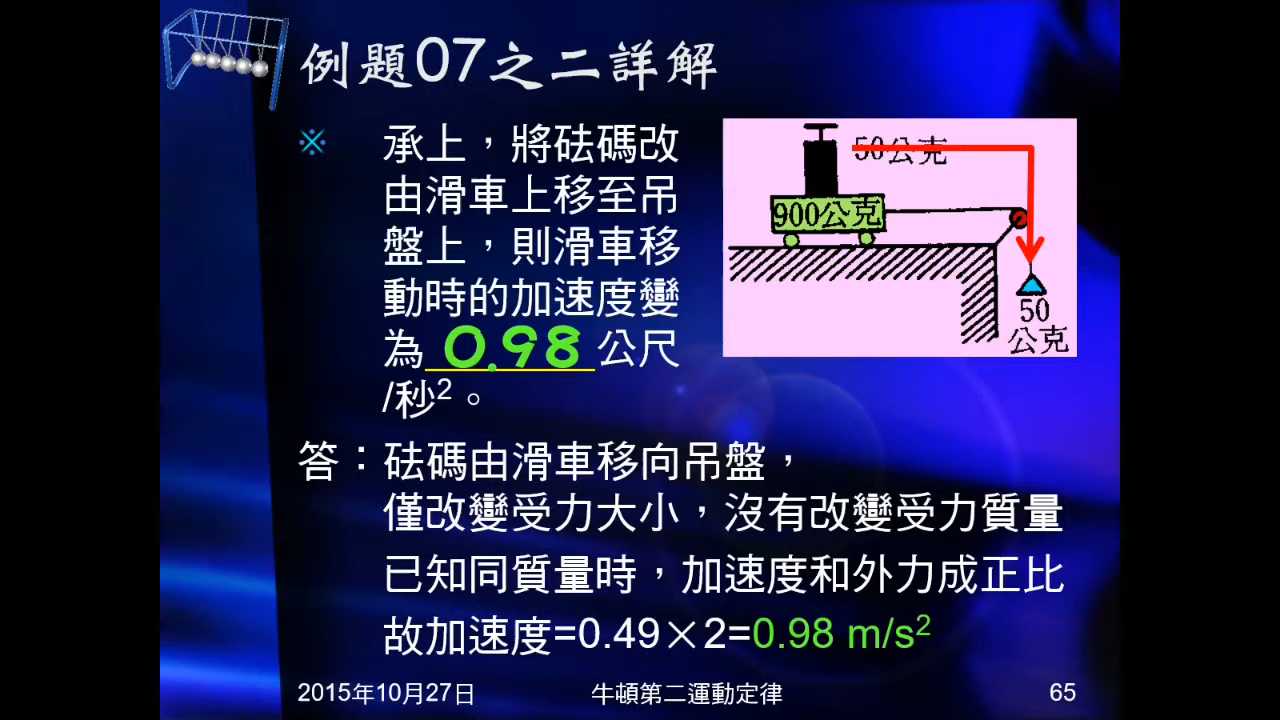 例題07之二詳解
※ 承上，將砝碼改
由滑車上移至吊
盤上，則滑車移
動時的加速度變
為 0.98 公尺
/秒²。
50公克
900公克
50
公克
答：砝碼由滑車移向吊盤，
僅改變受力大小，沒有改變受力質量
已知同質量時，加速度和外力成正比
故加速度=0.49×2=0.98 m/s²
2015年10月27日
牛頓第二運動定律
65